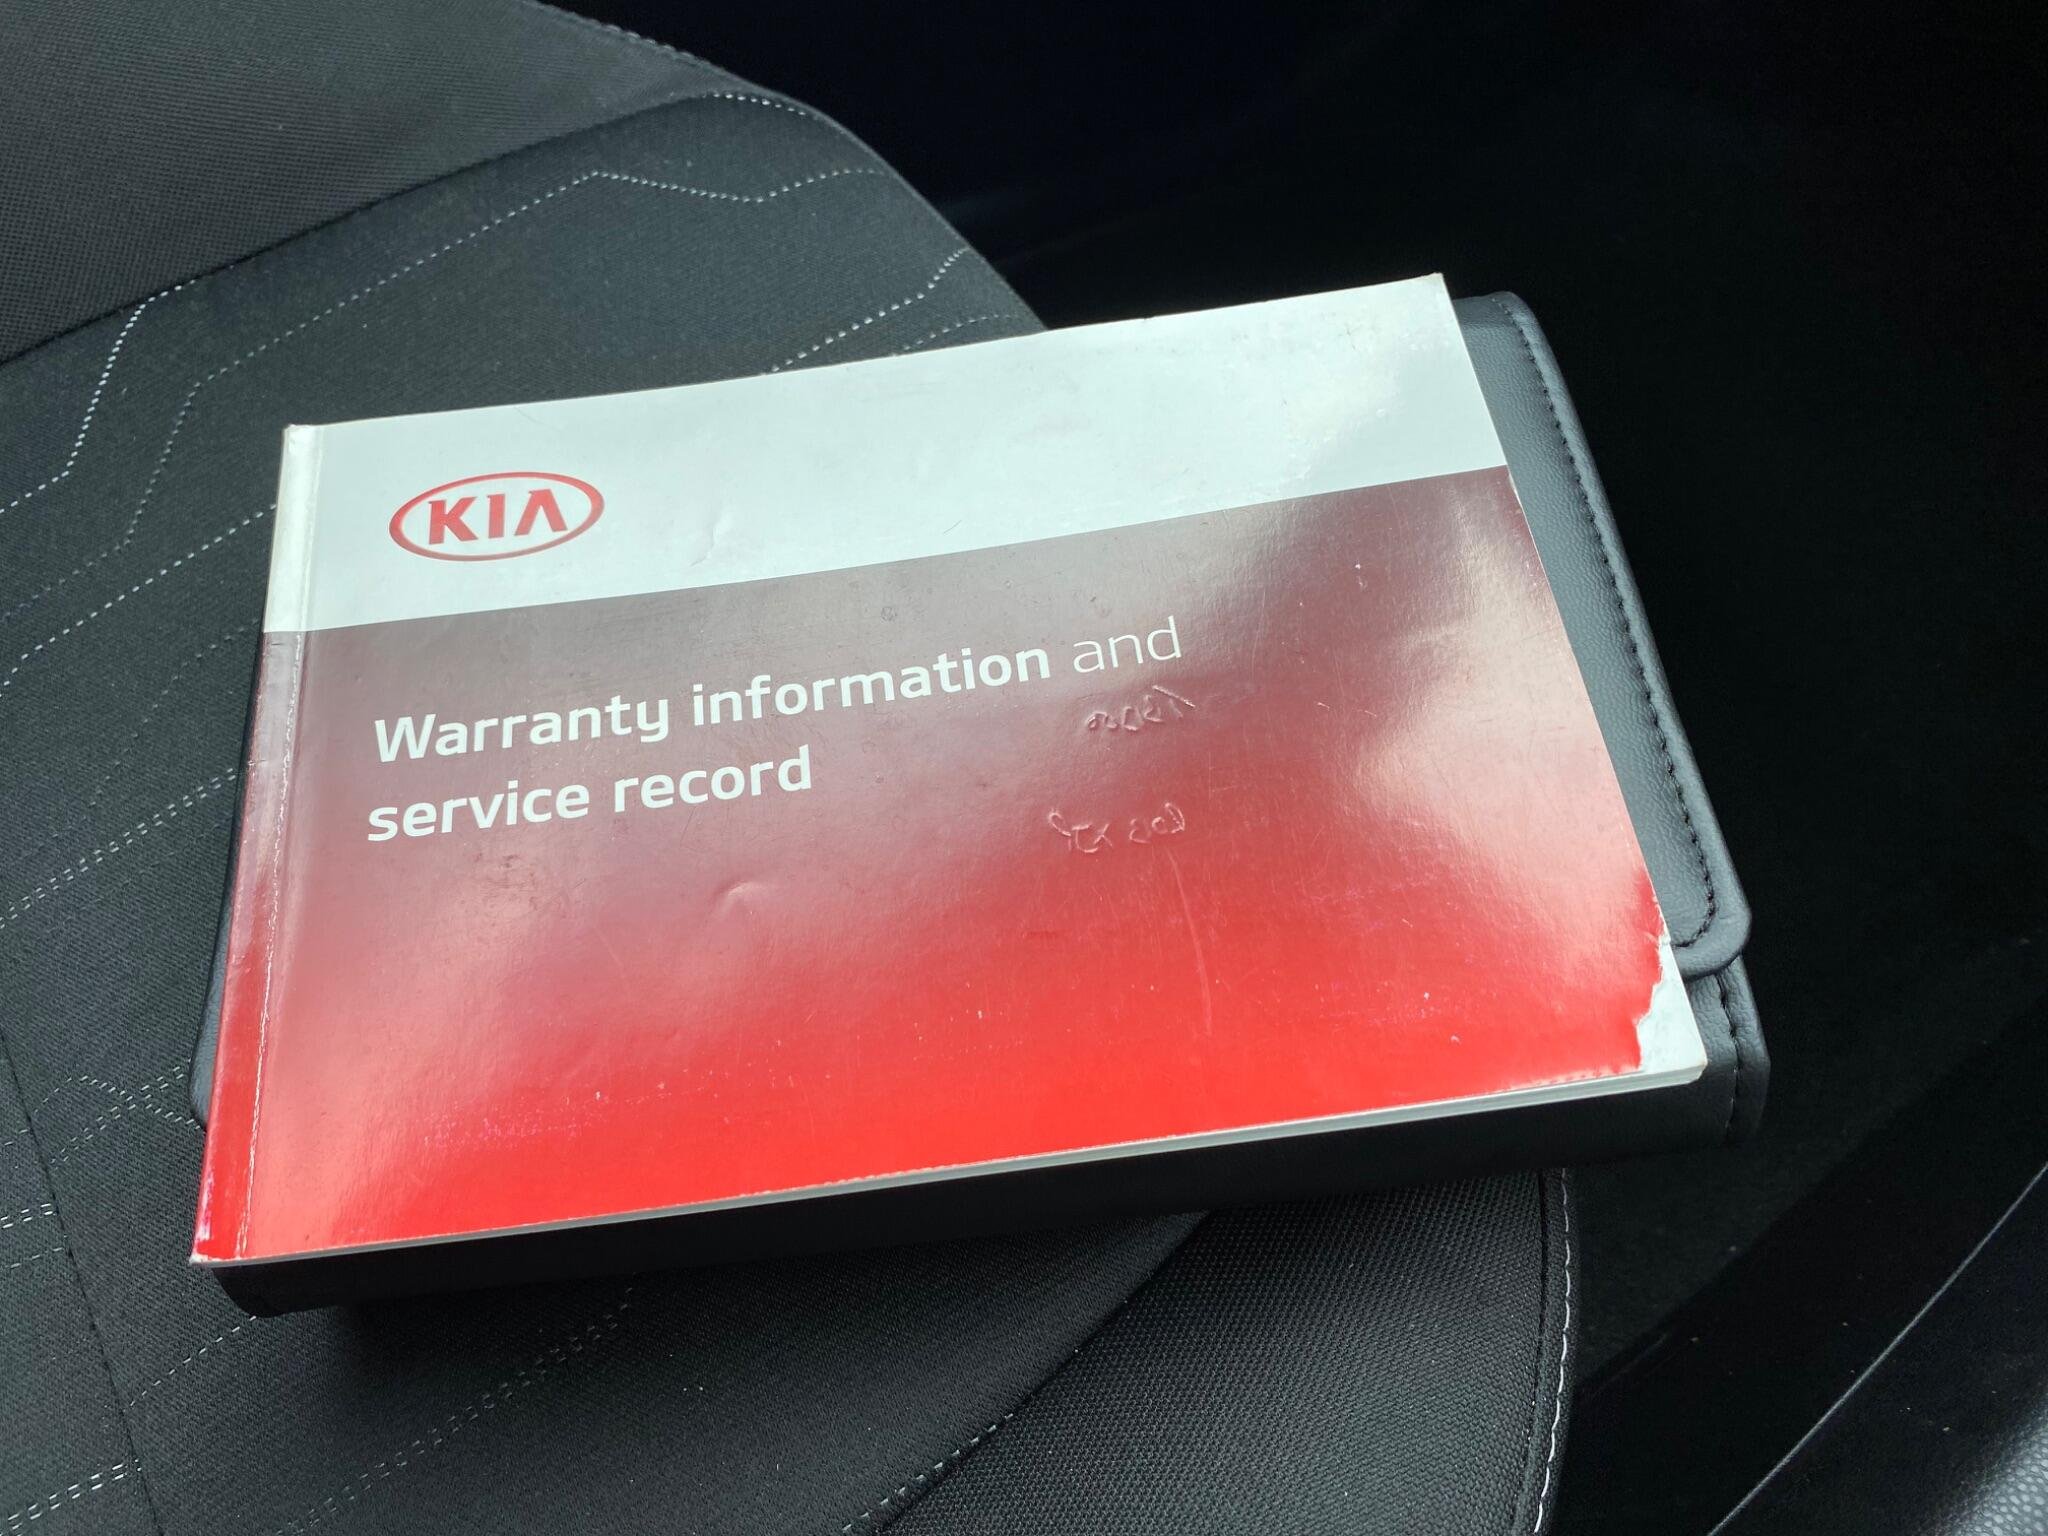 KIA
Warranty information and
service record